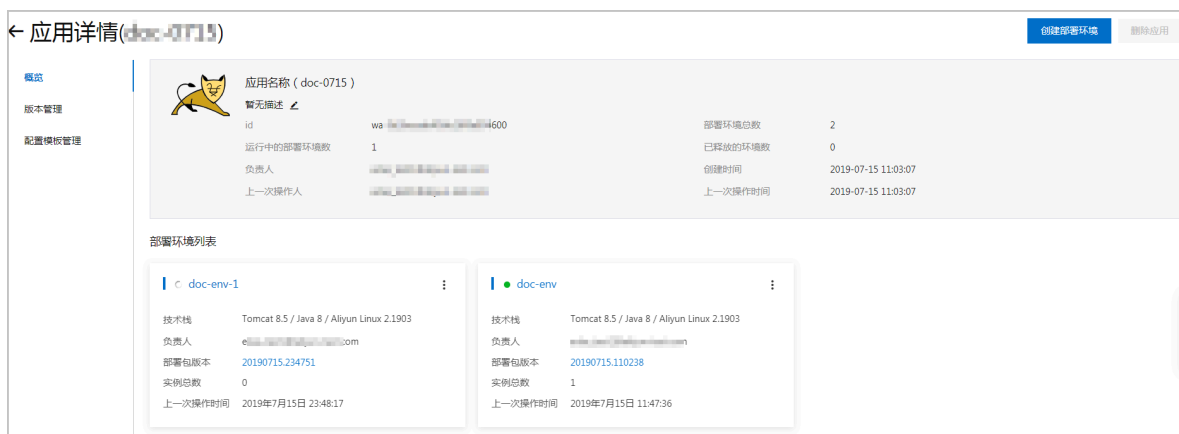 ← 应用详情(doc-0715)
创建部署环境
删除应用
概览
版本管理
配置模板管理
应用名称 ( doc-0715 )
暂无描述
id wa- 4600 部署环境总数 2
运行中的部署环境数 1 已释放的环境数 0
负责人 创建时间 2019-07-15 11:03:07
上一次操作人 上一次操作时间 2019-07-15 11:03:07
部署环境列表
doc-env-1
技术栈 Tomcat 8.5 / Java 8 / Aliyun Linux 2.1903
负责人 e com
部署包版本 20190715.234751
实例总数 0
上一次操作时间 2019年7月15日 23:48:17
doc-env
技术栈 Tomcat 8.5 / Java 8 / Aliyun Linux 2.1903
负责人
部署包版本 20190715.110238
实例总数 1
上一次操作时间 2019年7月15日 11:47:36